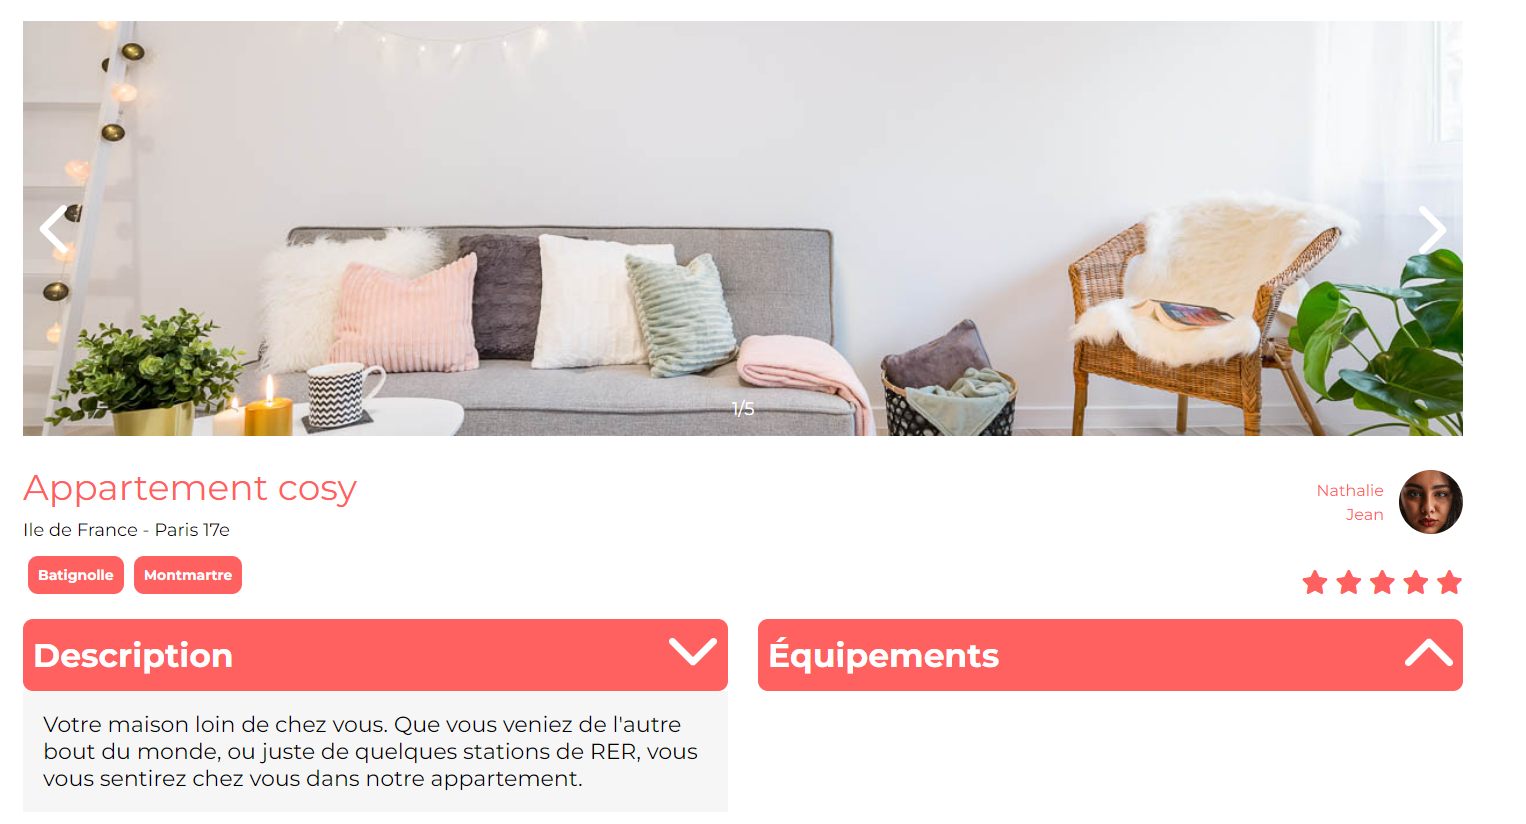 1/5
Appartement cosy
Ile de France - Paris 17e
Batignolle
Montmartre
Nathalie
Jean
Description
Votre maison loin de chez vous. Que vous veniez de l'autre
bout du monde, ou juste de quelques stations de RER, vous
vous sentirez chez vous dans notre appartement.
Équipements